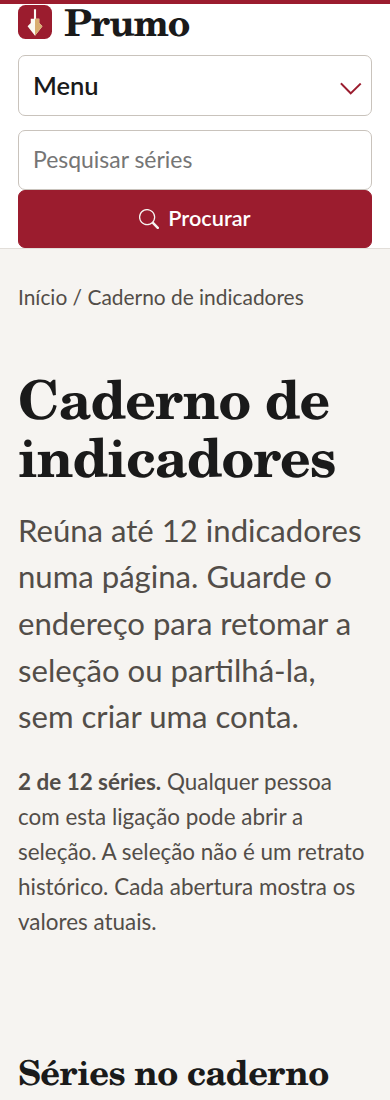 Prumo
Menu
Pesquisar séries
Procurar
Início / Caderno de indicadores
Caderno de
indicadores
Reúna até 12 indicadores
numa página. Guarde o
endereço para retomar a
seleção ou partilhá-la,
sem criar uma conta.
2 de 12 séries. Qualquer pessoa
com esta ligação pode abrir a
seleção. A seleção não é um retrato
histórico. Cada abertura mostra os
valores atuais.
Séries no caderno